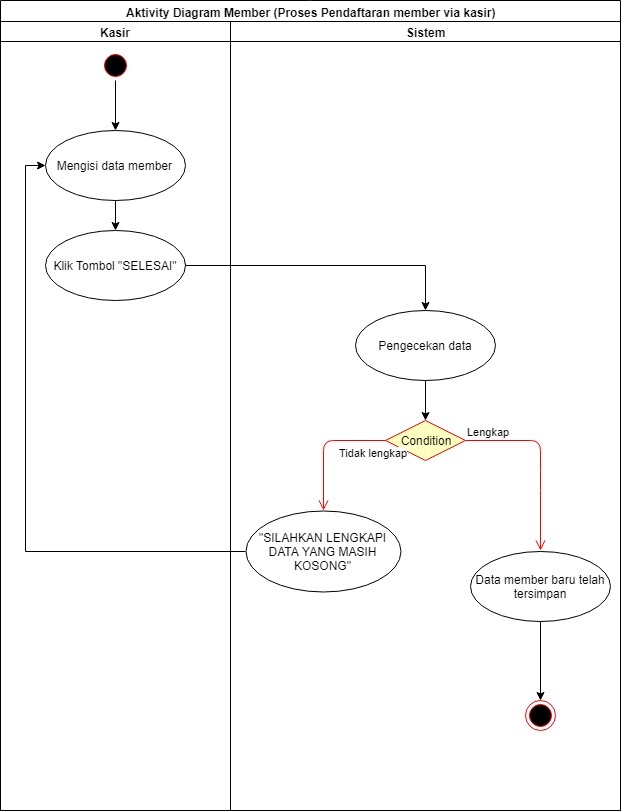 Aktivity Diagram Member (Proses Pendaftaran member via kasir)
Kasir
Sistem
Mengisi data member
Klik Tombol "SELESAI"
Pengecekan data
Condition
Lengkap
Tidak lengkap
"SILAHKAN LENGKAPI
DATA YANG MASIH
KOSONG"
Data member baru telah
tersimpan